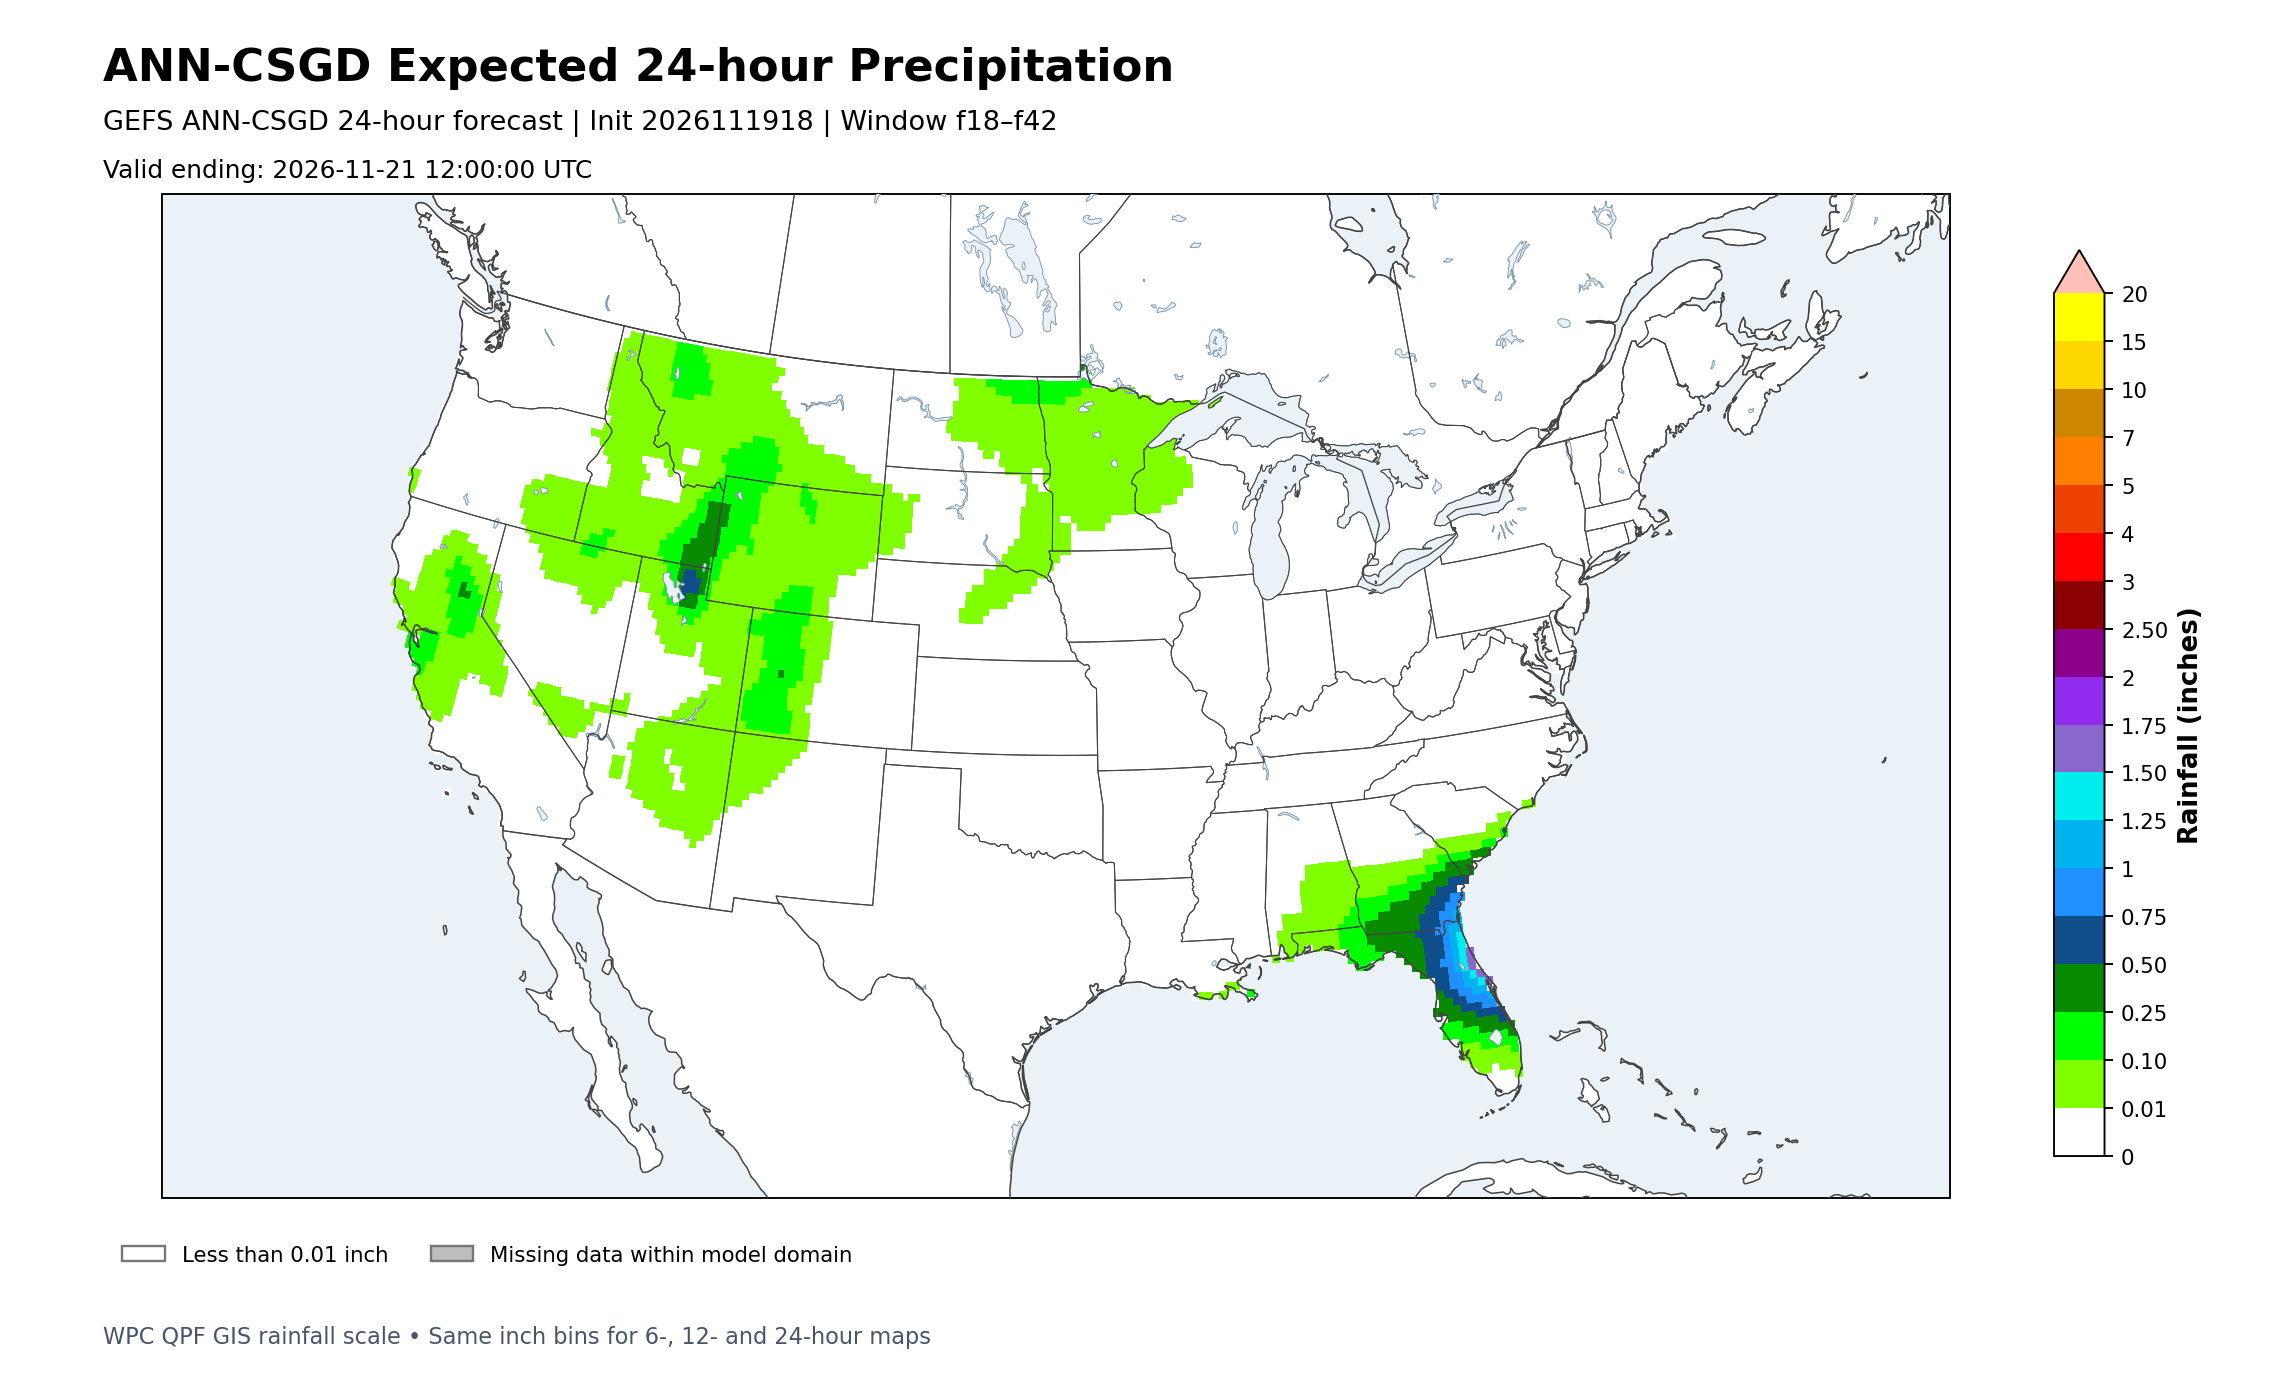 ANN-CSGD Expected 24-hour Precipitation
GEFS ANN-CSGD 24-hour forecast | Init 2026111918 | Window f18–f42
Valid ending: 2026-11-21 12:00:00 UTC
20
15
10
7
5
4
3
2.50
2
1.75
1.50
1.25
1
0.75
0.50
0.25
0.10
0.01
0
Rainfall (inches)
Less than 0.01 inch
Missing data within model domain
WPC QPF GIS rainfall scale • Same inch bins for 6-, 12- and 24-hour maps